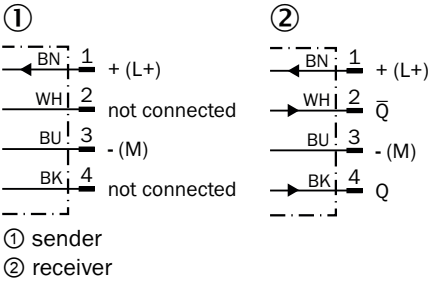 ① ②
BN 1 + (L+) BN 1 + (L+)
WH 2 not connected WH 2 Q̅
BU 3 - (M) BU 3 - (M)
BK 4 not connected BK 4 Q
① sender
② receiver